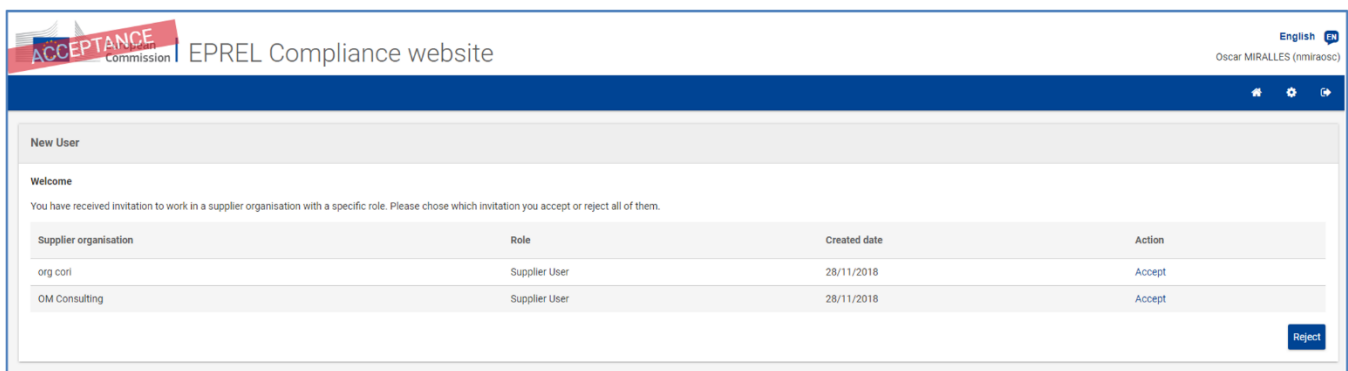 ACCEPTANCE
European
Commission
EPREL Compliance website
English EN
Oscar MIRALLES (nmiraosc)
New User
Welcome
You have received invitation to work in a supplier organisation with a specific role. Please chose which invitation you accept or reject all of them.
Supplier organisation Role Created date Action
org cori Supplier User 28/11/2018 Accept
OM Consulting Supplier User 28/11/2018 Accept
Reject